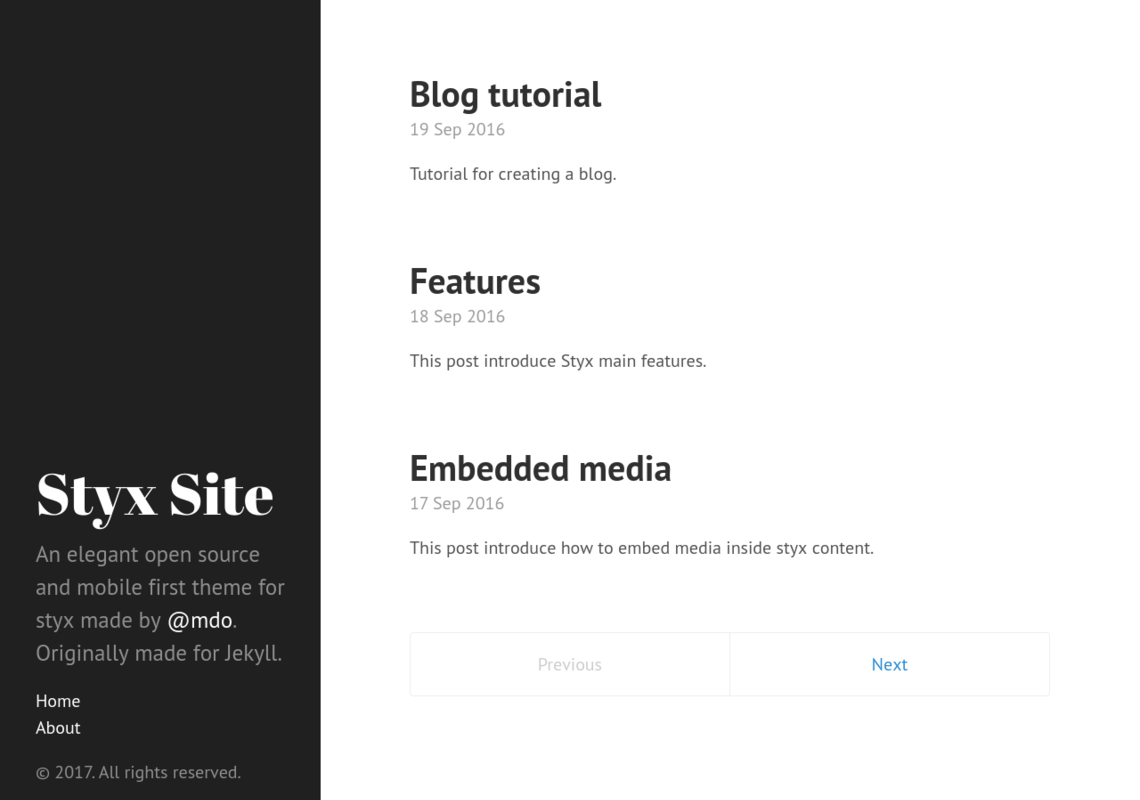 Styx Site
An elegant open source
and mobile first theme for
styx made by @mdo.
Originally made for Jekyll.
Home
About
© 2017. All rights reserved.
Blog tutorial
19 Sep 2016
Tutorial for creating a blog.
Features
18 Sep 2016
This post introduce Styx main features.
Embedded media
17 Sep 2016
This post introduce how to embed media inside styx content.
Previous
Next